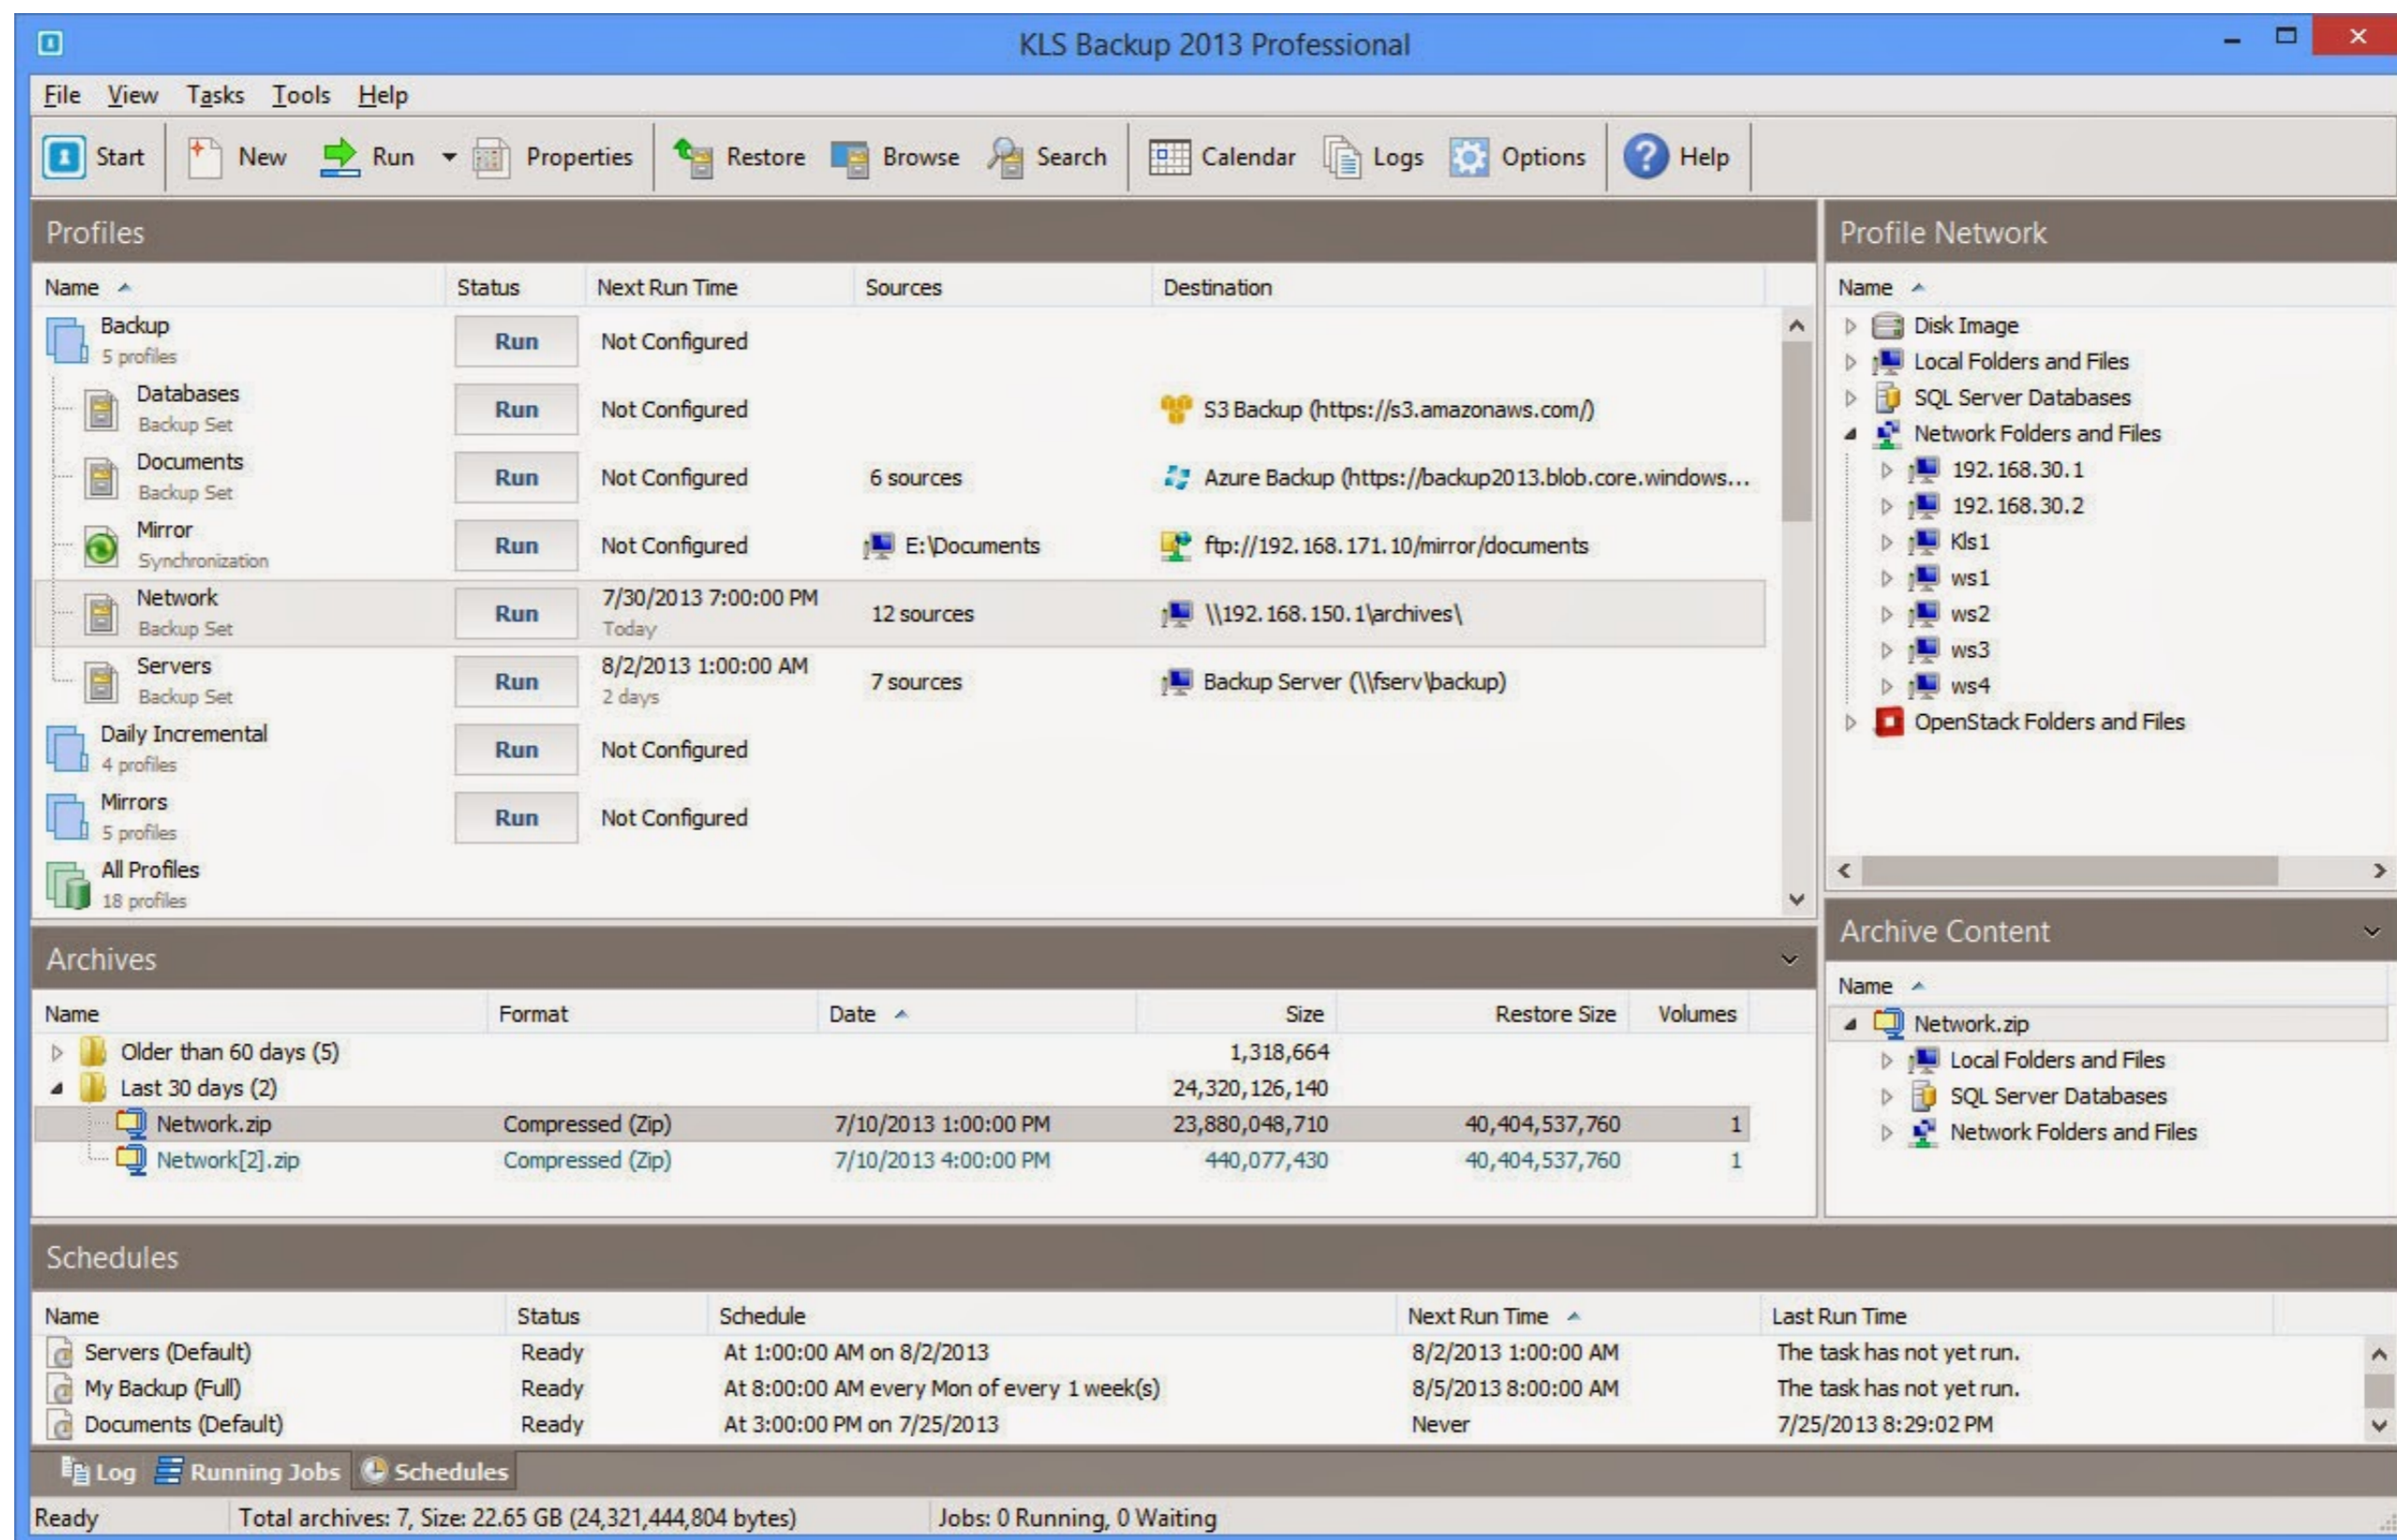 KLS Backup 2013 Professional
File View Tasks Tools Help
Start New Run Properties Restore Browse Search Calendar Logs Options Help
Profiles
Name Status Next Run Time Sources Destination
Backup
5 profiles
Run Not Configured
Databases
Backup Set
Run Not Configured S3 Backup (https://s3.amazonaws.com/)
Documents
Backup Set
Run Not Configured 6 sources Azure Backup (https://backup2013.blob.core.windows...
Mirror
Synchronization
Run Not Configured E:\Documents ftp://192.168.171.10/mirror/documents
Network
Backup Set
Run 7/30/2013 7:00:00 PM
Today
12 sources \\192.168.150.1\archives\
Servers
Backup Set
Run 8/2/2013 1:00:00 AM
2 days
7 sources Backup Server (\\fserv\backup)
Daily Incremental
4 profiles
Run Not Configured
Mirrors
5 profiles
Run Not Configured
All Profiles
18 profiles
Profile Network
Name
Disk Image
Local Folders and Files
SQL Server Databases
Network Folders and Files
192.168.30.1
192.168.30.2
Kls1
ws1
ws2
ws3
ws4
OpenStack Folders and Files
Archives
Name Format Date Size Restore Size Volumes
Older than 60 days (5) 1,318,664
Last 30 days (2) 24,320,126,140
Network.zip Compressed (Zip) 7/10/2013 1:00:00 PM 23,880,048,710 40,404,537,760 1
Network[2].zip Compressed (Zip) 7/10/2013 4:00:00 PM 440,077,430 40,404,537,760 1
Archive Content
Name
Network.zip
Local Folders and Files
SQL Server Databases
Network Folders and Files
Schedules
Name Status Schedule Next Run Time Last Run Time
Servers (Default) Ready At 1:00:00 AM on 8/2/2013 8/2/2013 1:00:00 AM The task has not yet run.
My Backup (Full) Ready At 8:00:00 AM every Mon of every 1 week(s) 8/5/2013 8:00:00 AM The task has not yet run.
Documents (Default) Ready At 3:00:00 PM on 7/25/2013 Never 7/25/2013 8:29:02 PM
Log Running Jobs Schedules
Ready Total archives: 7, Size: 22.65 GB (24,321,444,804 bytes) Jobs: 0 Running, 0 Waiting